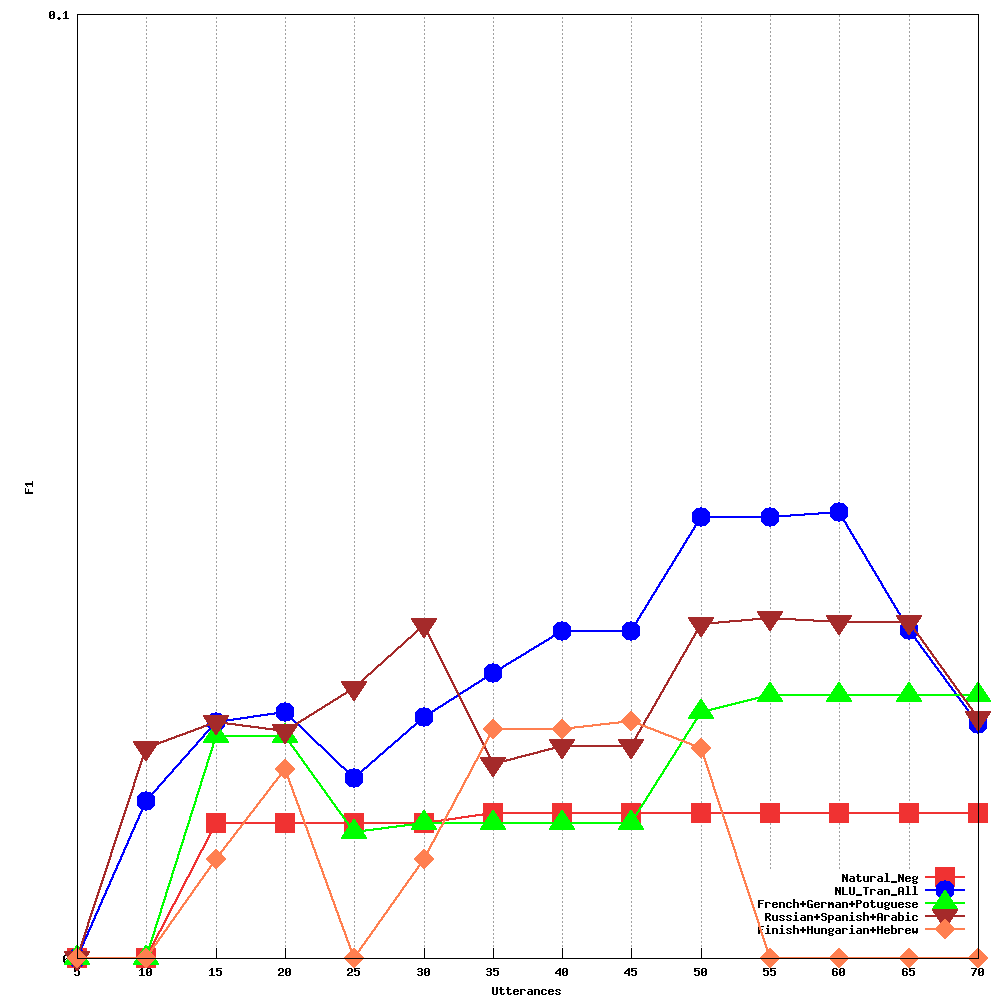 0.1
F1
0
5 10 15 20 25 30 35 40 45 50 55 60 65 70
Utterances
Natural_Neg
NLU_Tran_All
French+German+Potuguese
Russian+Spanish+Arabic
Finish+Hungarian+Hebrew